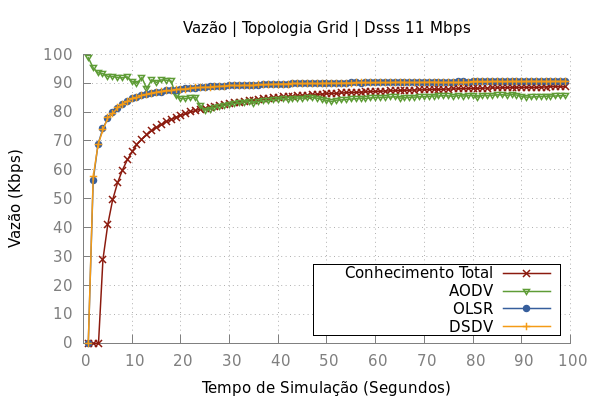 Vazão | Topologia Grid | Dsss 11 Mbps
100
90
80
70
60
50
40
30
20
10
0
Vazão (Kbps)
Conhecimento Total
AODV
OLSR
DSDV
0 10 20 30 40 50 60 70 80 90 100
Tempo de Simulação (Segundos)